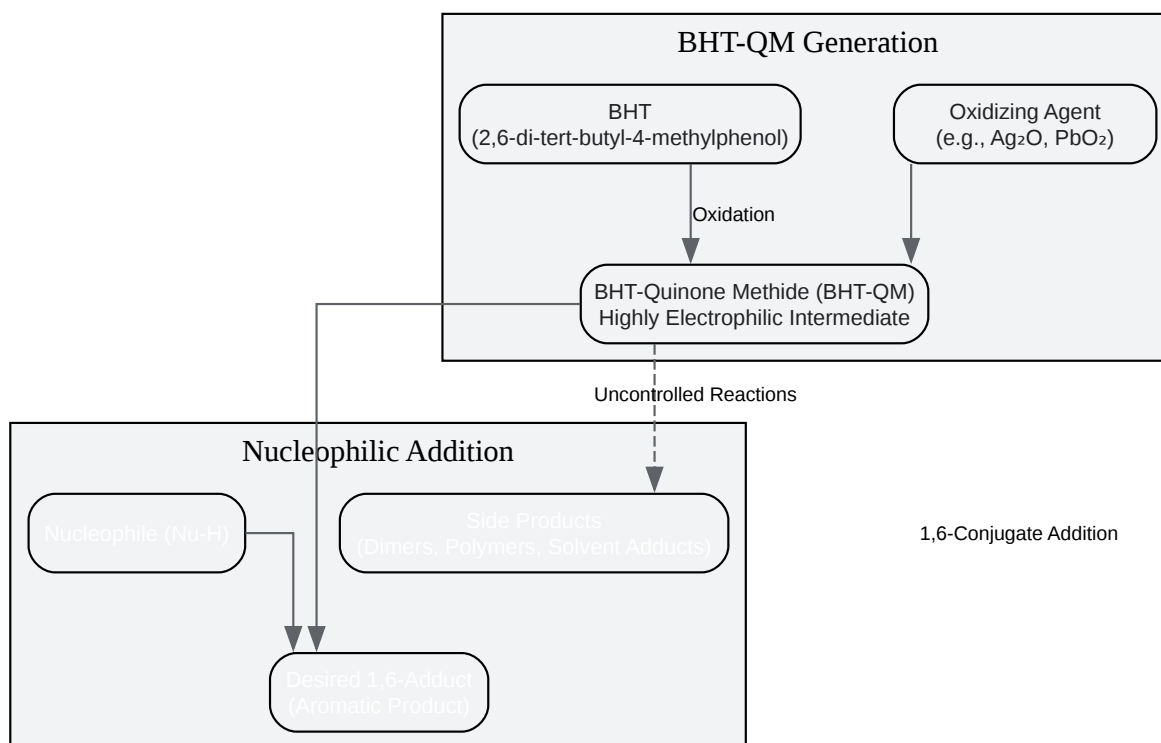 BHT-QM Generation
BHT
(2,6-di-tert-butyl-4-methylphenol)
Oxidizing Agent
(e.g., Ag₂O, PbO₂)
Oxidation
BHT-Quinone Methide (BHT-QM)
Highly Electrophilic Intermediate
Uncontrolled Reactions
Nucleophilic Addition
Nucleophile (Nu-H)
Side Products
(Dimers, Polymers, Solvent Adducts)
1,6-Conjugate Addition
Desired 1,6-Adduct
(Aromatic Product)